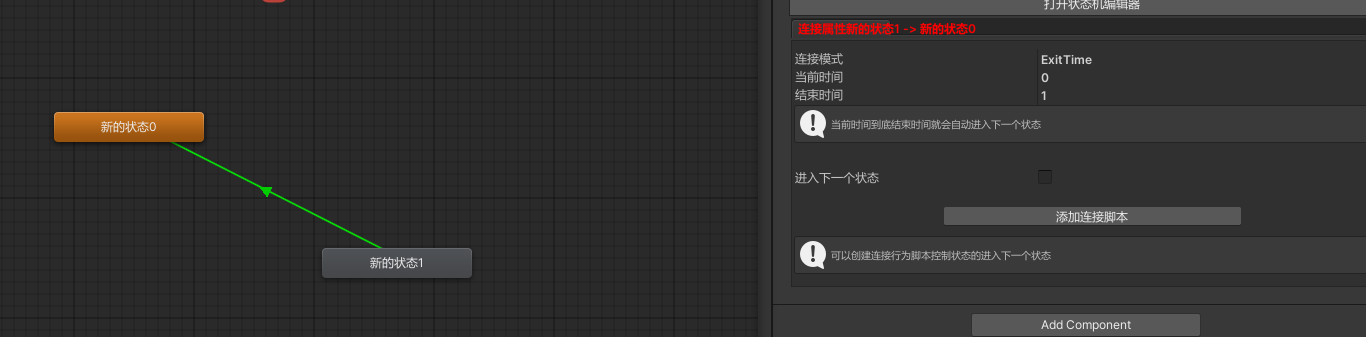 打开状态机编辑器
连接属性新的状态1 -> 新的状态0
连接模式
ExitTime
当前时间
0
结束时间
1
当前时间到底结束时间就会自动进入下一个状态
进入下一个状态
添加连接脚本
可以创建连接行为脚本控制状态的进入下一个状态
Add Component
新的状态0
新的状态1